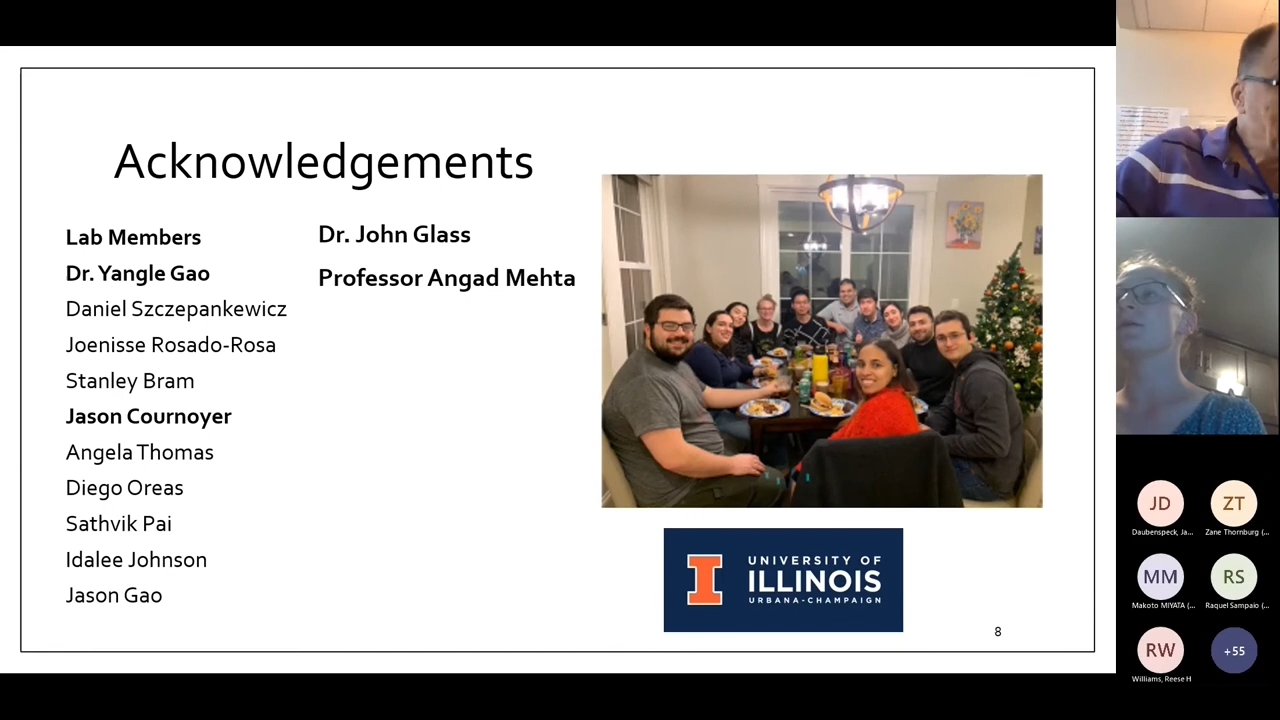 Acknowledgements
Lab Members
Dr. Yangle Gao
Daniel Szczepankewicz
Joenisse Rosado-Rosa
Stanley Bram
Jason Cournoyer
Angela Thomas
Diego Oreas
Sathvik Pai
Idalee Johnson
Jason Gao
Dr. John Glass
Professor Angad Mehta
I UNIVERSITY OF
ILLINOIS
URBANA-CHAMPAIGN
8
JD
ZT
Daubenspeck, Ja...
Zane Thornburg (...
MM
RS
Makoto MIYATA (...
Raquel Sampaio (...
RW
+55
Williams, Reese H